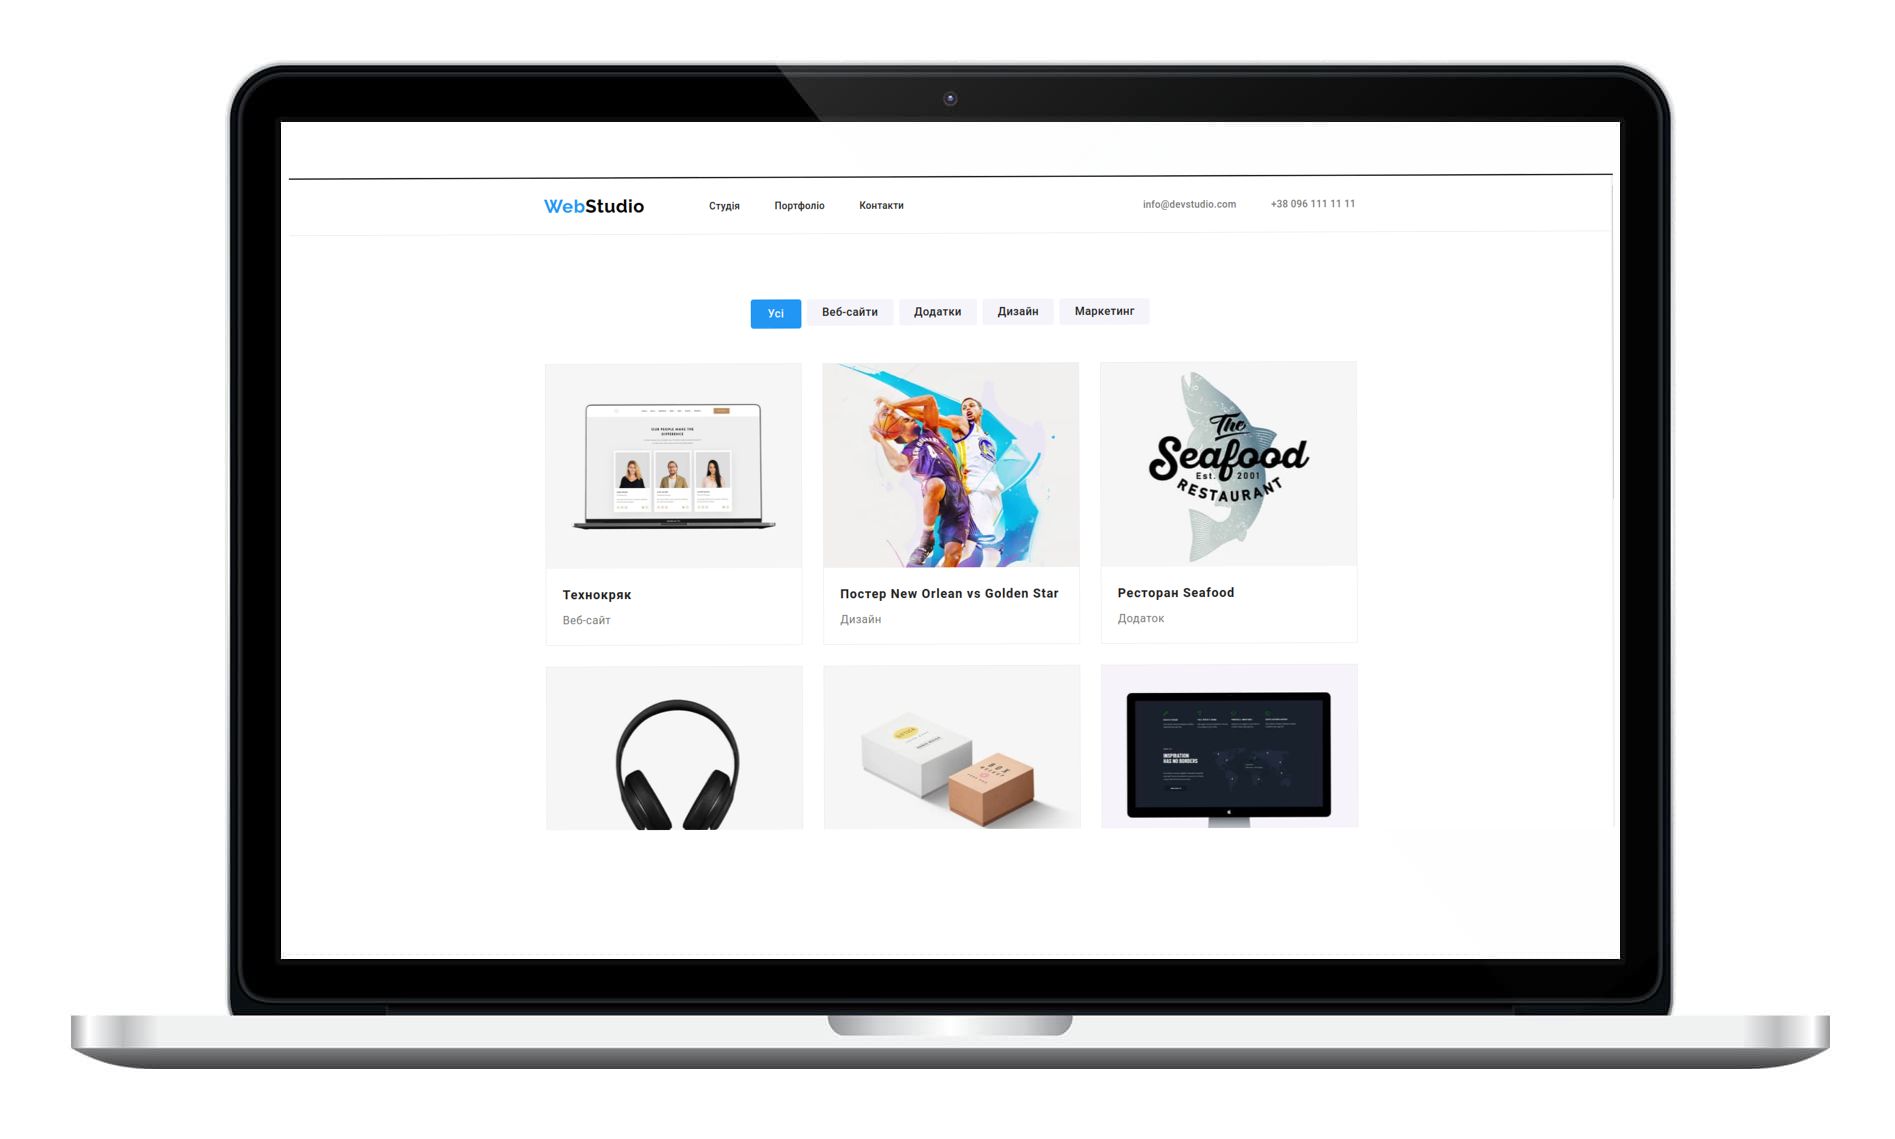 WebStudio
Студія
Портфоліо
Контакти
info@devstudio.com
+38 096 111 11 11
Усі
Веб-сайти
Додатки
Дизайн
Маркетинг
OUR PEOPLE MAKE THE
DIFFERENCE
The
Seafood
Est. 2001
RESTAURANT
Технокряк
Веб-сайт
Постер New Orlean vs Golden Star
Дизайн
Ресторан Seafood
Додаток
BOX
INSPIRATION
HAS NO BORDERS